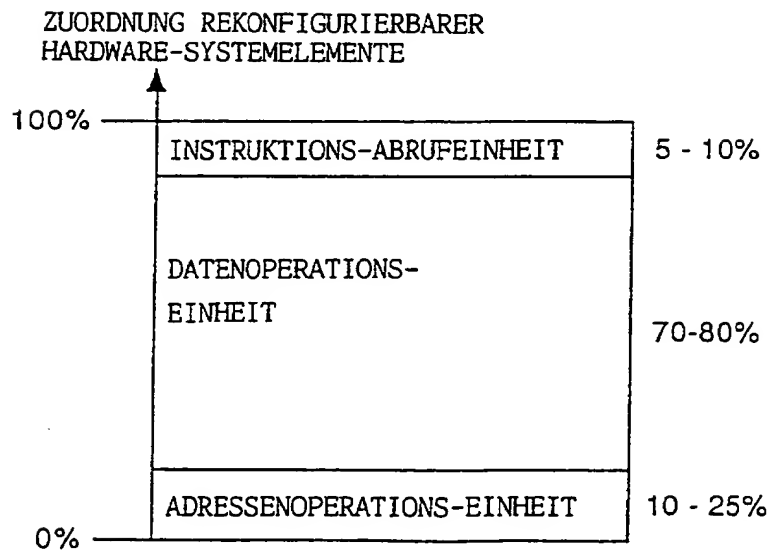 ZUORDNUNG REKONFIGURIERBARER
HARDWARE-SYSTEMELEMENTE
100%
INSTRUKTIONS-ABRUFEINHEIT 5 - 10%
DATENOPERATIONS-
EINHEIT
70-80%
ADRESSENOPERATIONS-EINHEIT 10 - 25%
0%